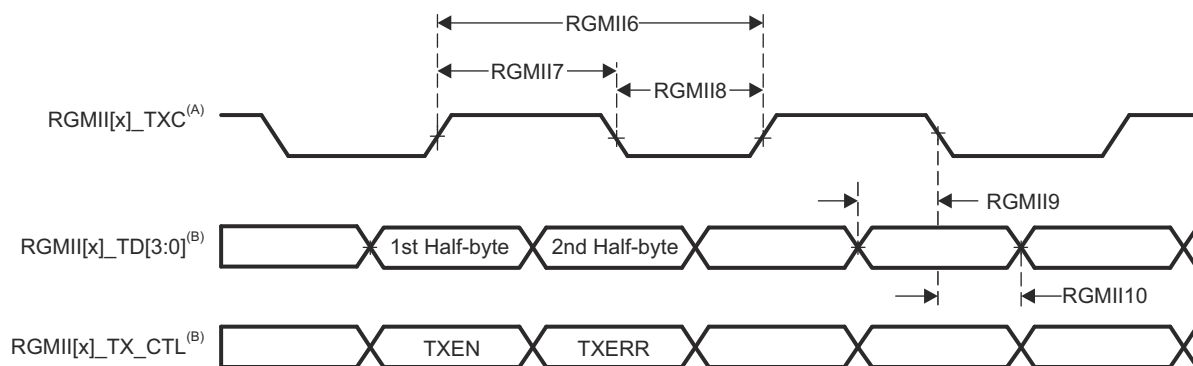 RGMII6
RGMII7
RGMII8
RGMII[x]_TXC(A)
RGMII9
RGMII[x]_TD[3:0](B)
1st Half-byte
2nd Half-byte
RGMII10
RGMII[x]_TX_CTL(B)
TXEN
TXERR